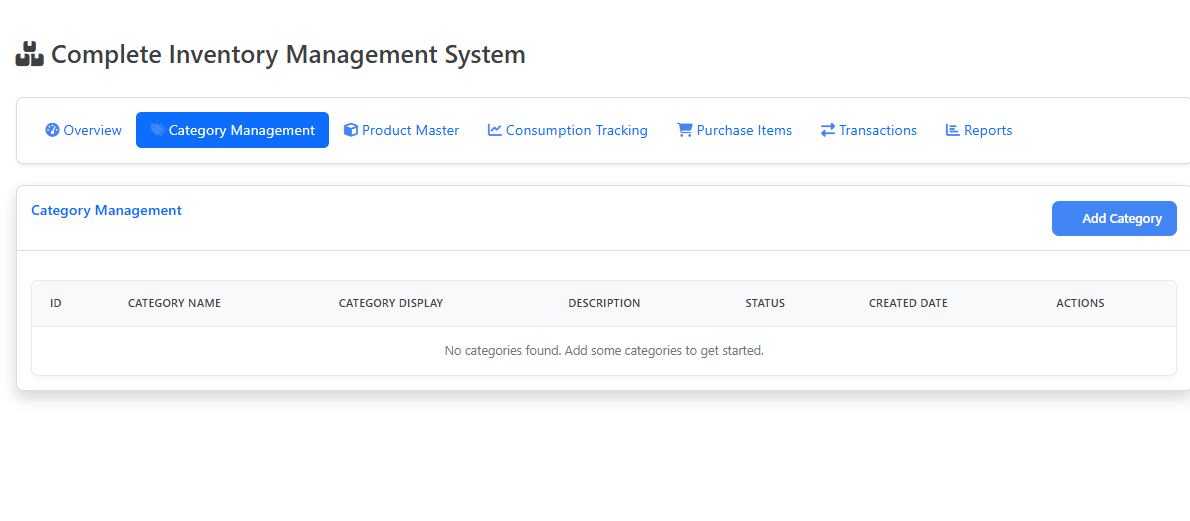 Complete Inventory Management System
Overview Category Management Product Master Consumption Tracking Purchase Items Transactions Reports
Category Management
Add Category
ID CATEGORY NAME CATEGORY DISPLAY DESCRIPTION STATUS CREATED DATE ACTIONS
No categories found. Add some categories to get started.